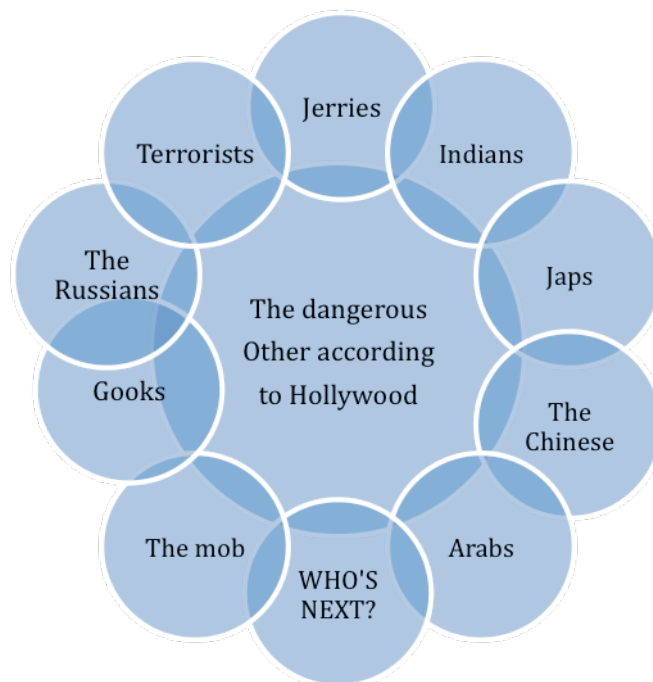 Jerries
Indians
Japs
The
Chinese
Arabs
WHO'S
NEXT?
The mob
Gooks
The
Russians
Terrorists
The dangerous
Other according
to Hollywood